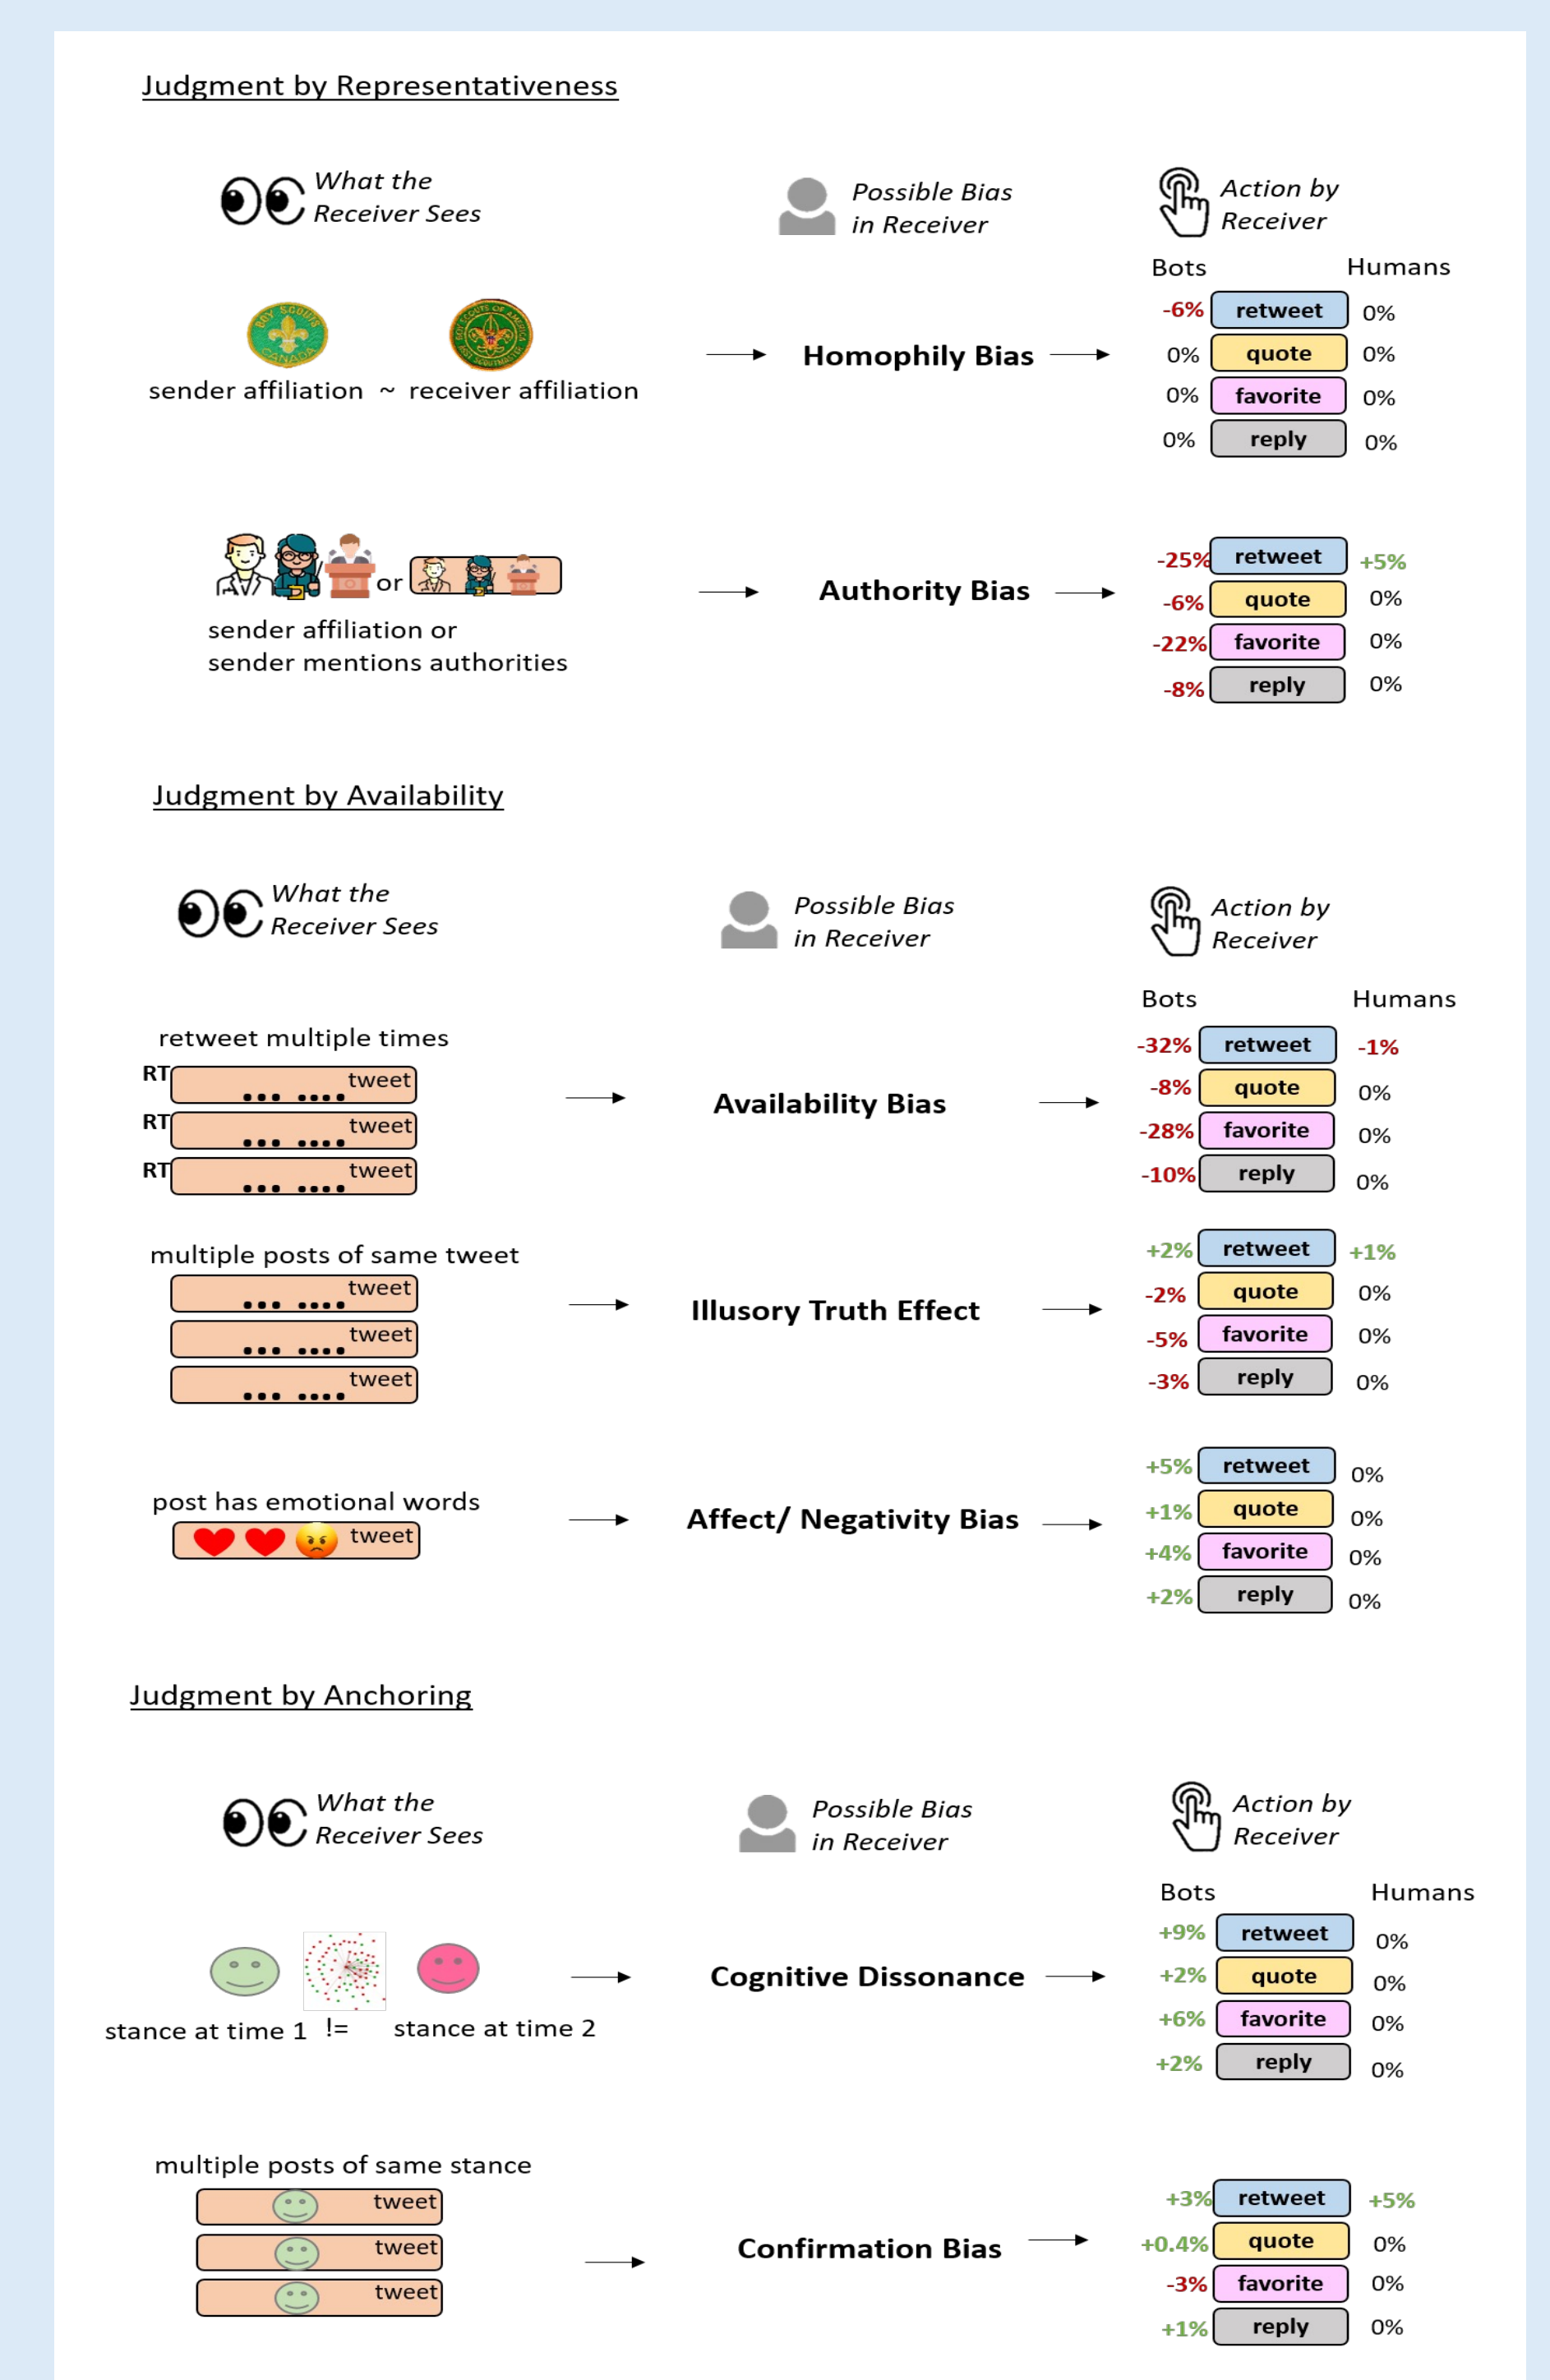 Judgment by Representativeness
What the
Receiver Sees
Possible Bias
in Receiver
Action by
Receiver
Bots Humans
BOY SCOUTS
CANADA
BOY SCOUTS OF AMERICA
sender affiliation ~ receiver affiliation
Homophily Bias
-6% retweet 0%
0% quote 0%
0% favorite 0%
0% reply 0%
or
sender affiliation or
sender mentions authorities
Authority Bias
-25% retweet +5%
-6% quote 0%
-22% favorite 0%
-8% reply 0%
Judgment by Availability
What the
Receiver Sees
Possible Bias
in Receiver
Action by
Receiver
Bots Humans
retweet multiple times
RT ... .... tweet
RT ... .... tweet
RT ... .... tweet
Availability Bias
-32% retweet -1%
-8% quote 0%
-28% favorite 0%
-10% reply 0%
multiple posts of same tweet
... .... tweet
... .... tweet
... .... tweet
Illusory Truth Effect
+2% retweet +1%
-2% quote 0%
-5% favorite 0%
-3% reply 0%
post has emotional words
tweet
Affect/ Negativity Bias
+5% retweet 0%
+1% quote 0%
+4% favorite 0%
+2% reply 0%
Judgment by Anchoring
What the
Receiver Sees
Possible Bias
in Receiver
Action by
Receiver
Bots Humans
stance at time 1 != stance at time 2
Cognitive Dissonance
+9% retweet 0%
+2% quote 0%
+6% favorite 0%
+2% reply 0%
multiple posts of same stance
tweet
tweet
tweet
Confirmation Bias
+3% retweet +5%
+0.4% quote 0%
-3% favorite 0%
+1% reply 0%